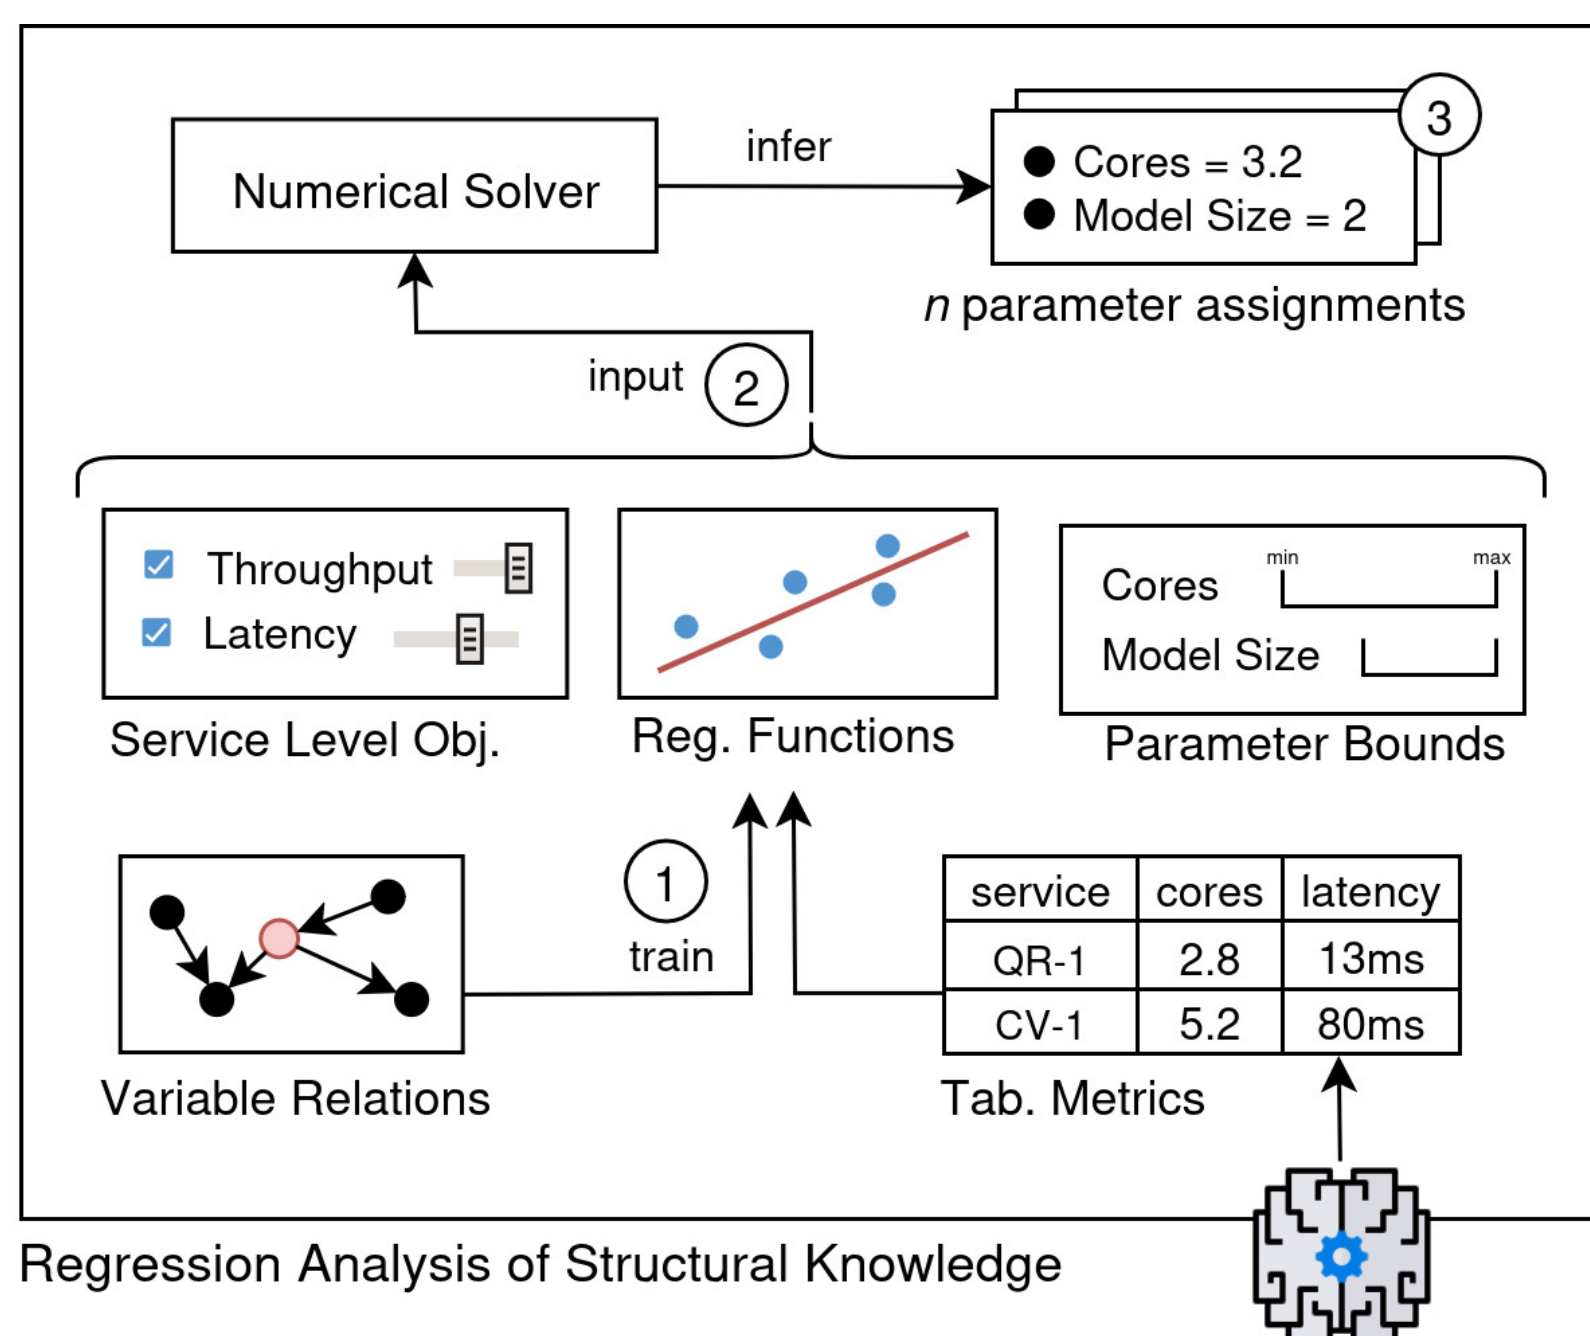 3
infer
Numerical Solver
Cores = 3.2
Model Size = 2
n parameter assignments
input
2
Throughput
Latency
Service Level Obj.
Reg. Functions
min max
Cores
Model Size
Parameter Bounds
1
train
Variable Relations
service cores latency
QR-1 2.8 13ms
CV-1 5.2 80ms
Tab. Metrics
Regression Analysis of Structural Knowledge